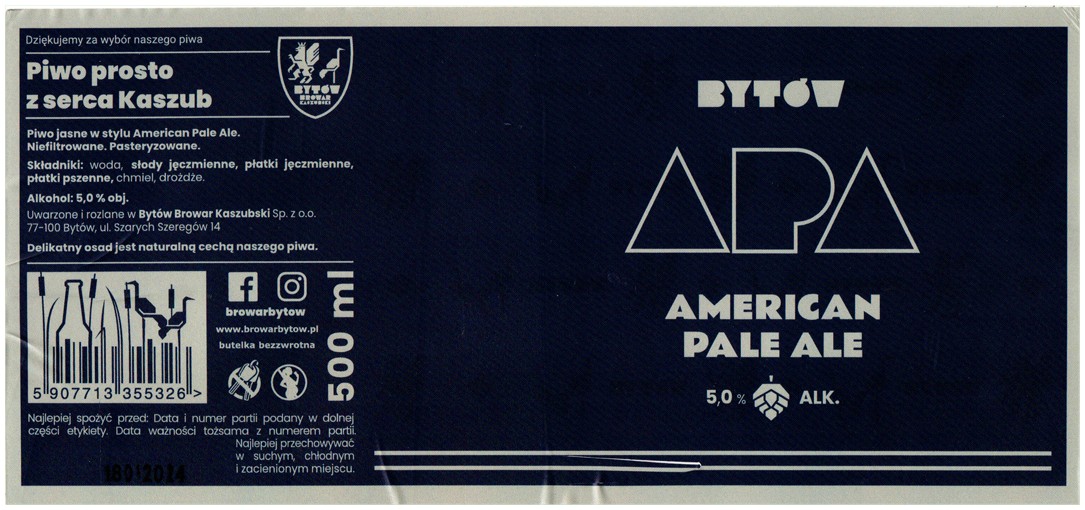 Dziękujemy za wybór naszego piwa
Piwo prosto
z serca Kaszub
BYTÓW
BROWAR
KASZUBSKI
Piwo jasne w stylu American Pale Ale.
Niefiltrowane. Pasteryzowane.
Składniki: woda, słody jęczmienne, płatki jęczmienne,
płatki pszenne, chmiel, drożdże.
Alkohol: 5,0 % obj.
Uwarzone i rozlane w Bytów Browar Kaszubski Sp. z o.o.
77-100 Bytów, ul. Szarych Szeregów 14
Delikatny osad jest naturalną cechą naszego piwa.
browarbytow
www.browarbytow.pl
butelka bezzwrotna
500 ml
5 907713 355326 >
Najlepiej spożyć przed: Data i numer partii podany w dolnej
części etykiety. Data ważności tożsama z numerem partii.
Najlepiej przechowywać
w suchym, chłodnym
i zacienionym miejscu.
BYTÓW
APA
AMERICAN
PALE ALE
5,0 % ALK.